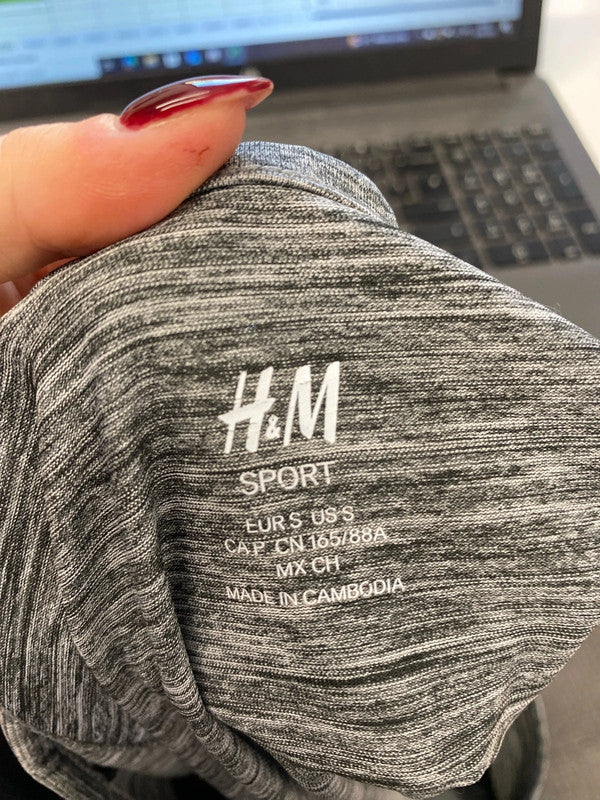 H&M
SPORT
EUR S US S
CA P CN 165/88A
MX CH
MADE IN CAMBODIA